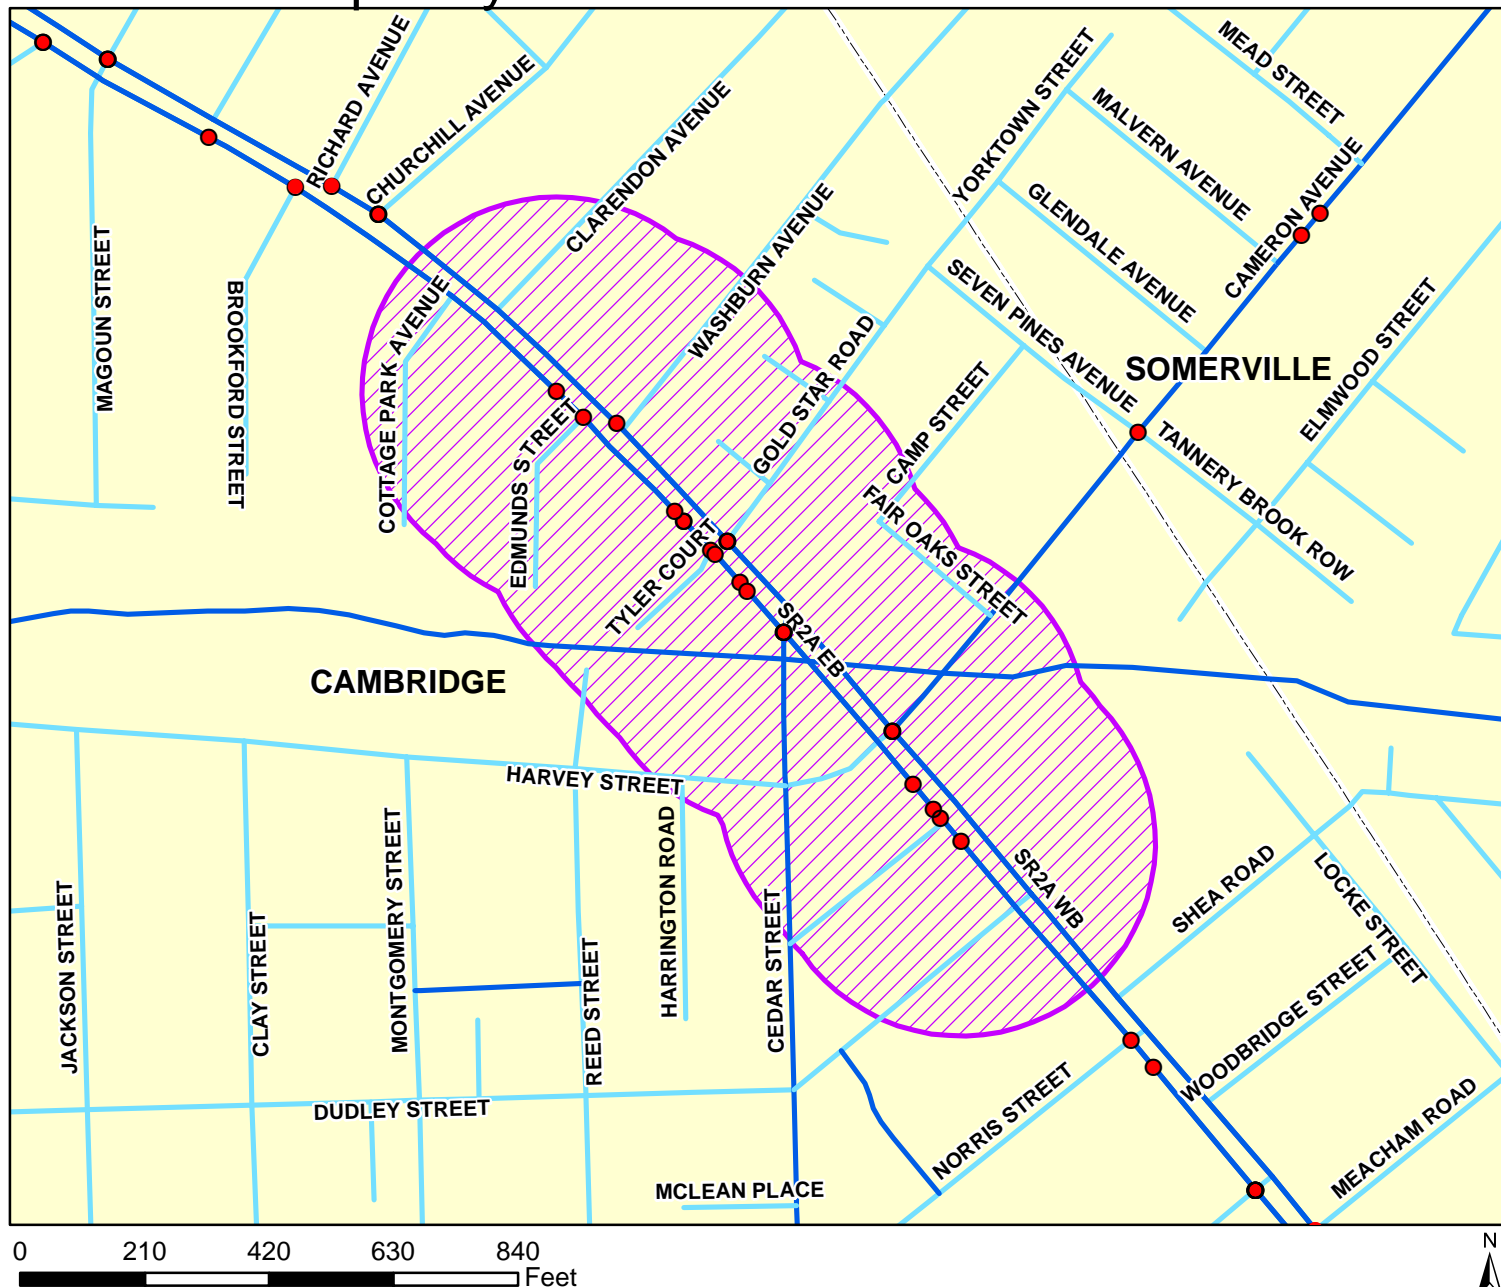 RICHARD AVENUE
CHURCHILL AVENUE
CLARENDON AVENUE
YORKTOWN STREET
MEAD STREET
MALVERN AVENUE
GLENDALE AVENUE
CAMERON AVENUE
WASHBURN AVENUE
SEVEN PINES AVENUE
MAGOUN STREET
BROOKFORD STREET
COTTAGE PARK AVENUE
EDMUNDS STREET
GOLD STAR ROAD
CAMP STREET
SOMERVILLE
ELMWOOD STREET
TANNERY BROOK ROW
FAIR OAKS STREET
TYLER COURT
SR2A EB
CAMBRIDGE
HARVEY STREET
HARRINGTON ROAD
MONTGOMERY STREET
JACKSON STREET
CLAY STREET
REED STREET
CEDAR STREET
SR2A WB
SHEA ROAD
LOCKE STREET
WOODBRIDGE STREET
DUDLEY STREET
NORRIS STREET
MEACHAM ROAD
MCLEAN PLACE
0 210 420 630 840
Feet
N